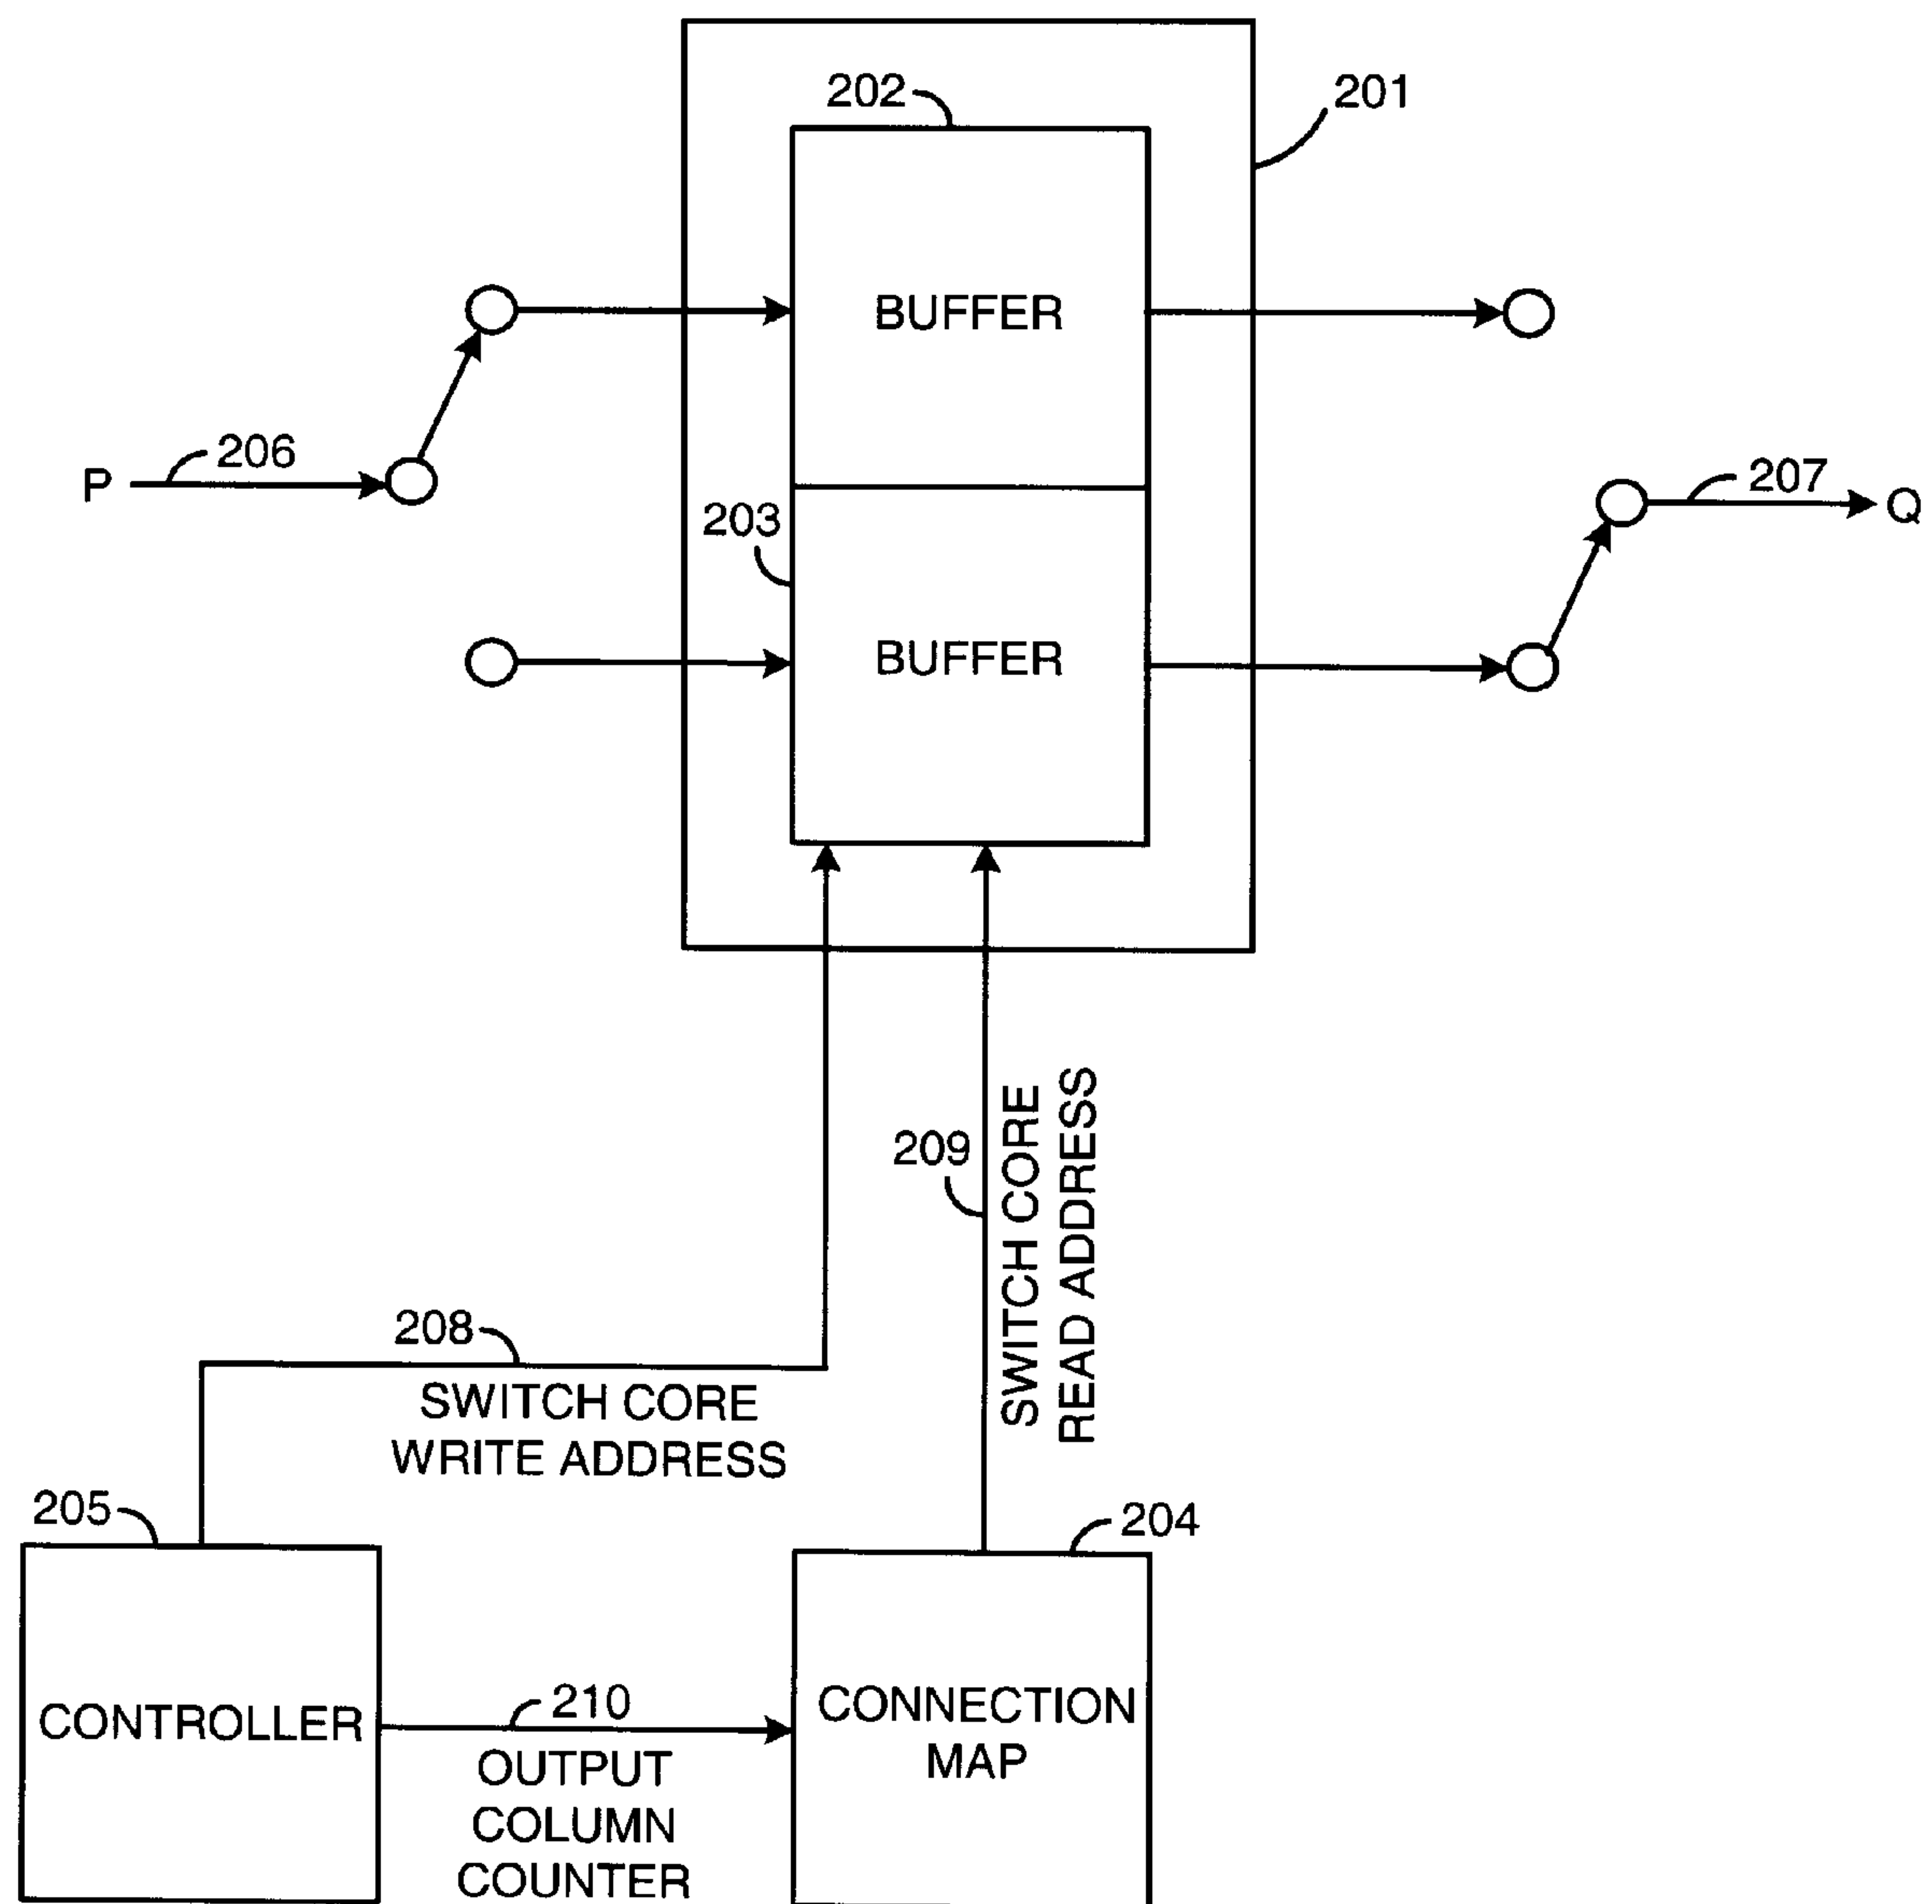 202
201
BUFFER
P
206
207
Q
203
BUFFER
209
SWITCH CORE
READ ADDRESS
208
SWITCH CORE
WRITE ADDRESS
205
204
CONTROLLER
210
OUTPUT
COLUMN
COUNTER
CONNECTION
MAP